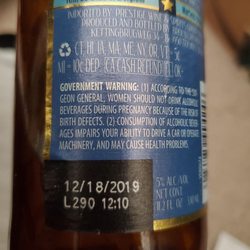 IMPORTED BY PRESTIGE WINE &
PRODUCED AND BOTTLED BY
KETTINGBRUGWEG
CT, HI, IA, MA, ME, NY, OR, VT - 5¢
MI - 10¢ DEP. CA CASH REFUND OK
GOVERNMENT WARNING: (1) ACCORDING TO THE SUR-
GEON GENERAL, WOMEN SHOULD NOT DRINK ALCOHOLIC
BEVERAGES DURING PREGNANCY BECAUSE OF THE RISK OF
BIRTH DEFECTS. (2) CONSUMPTION OF ALCOHOLIC BEVER-
AGES IMPAIRS YOUR ABILITY TO DRIVE A CAR OR OPERATE
MACHINERY, AND MAY CAUSE HEALTH PROBLEMS.
12/18/2019
L290 12:10
5% ALC./VOL.
NET CONT.
11.2 FL OZ